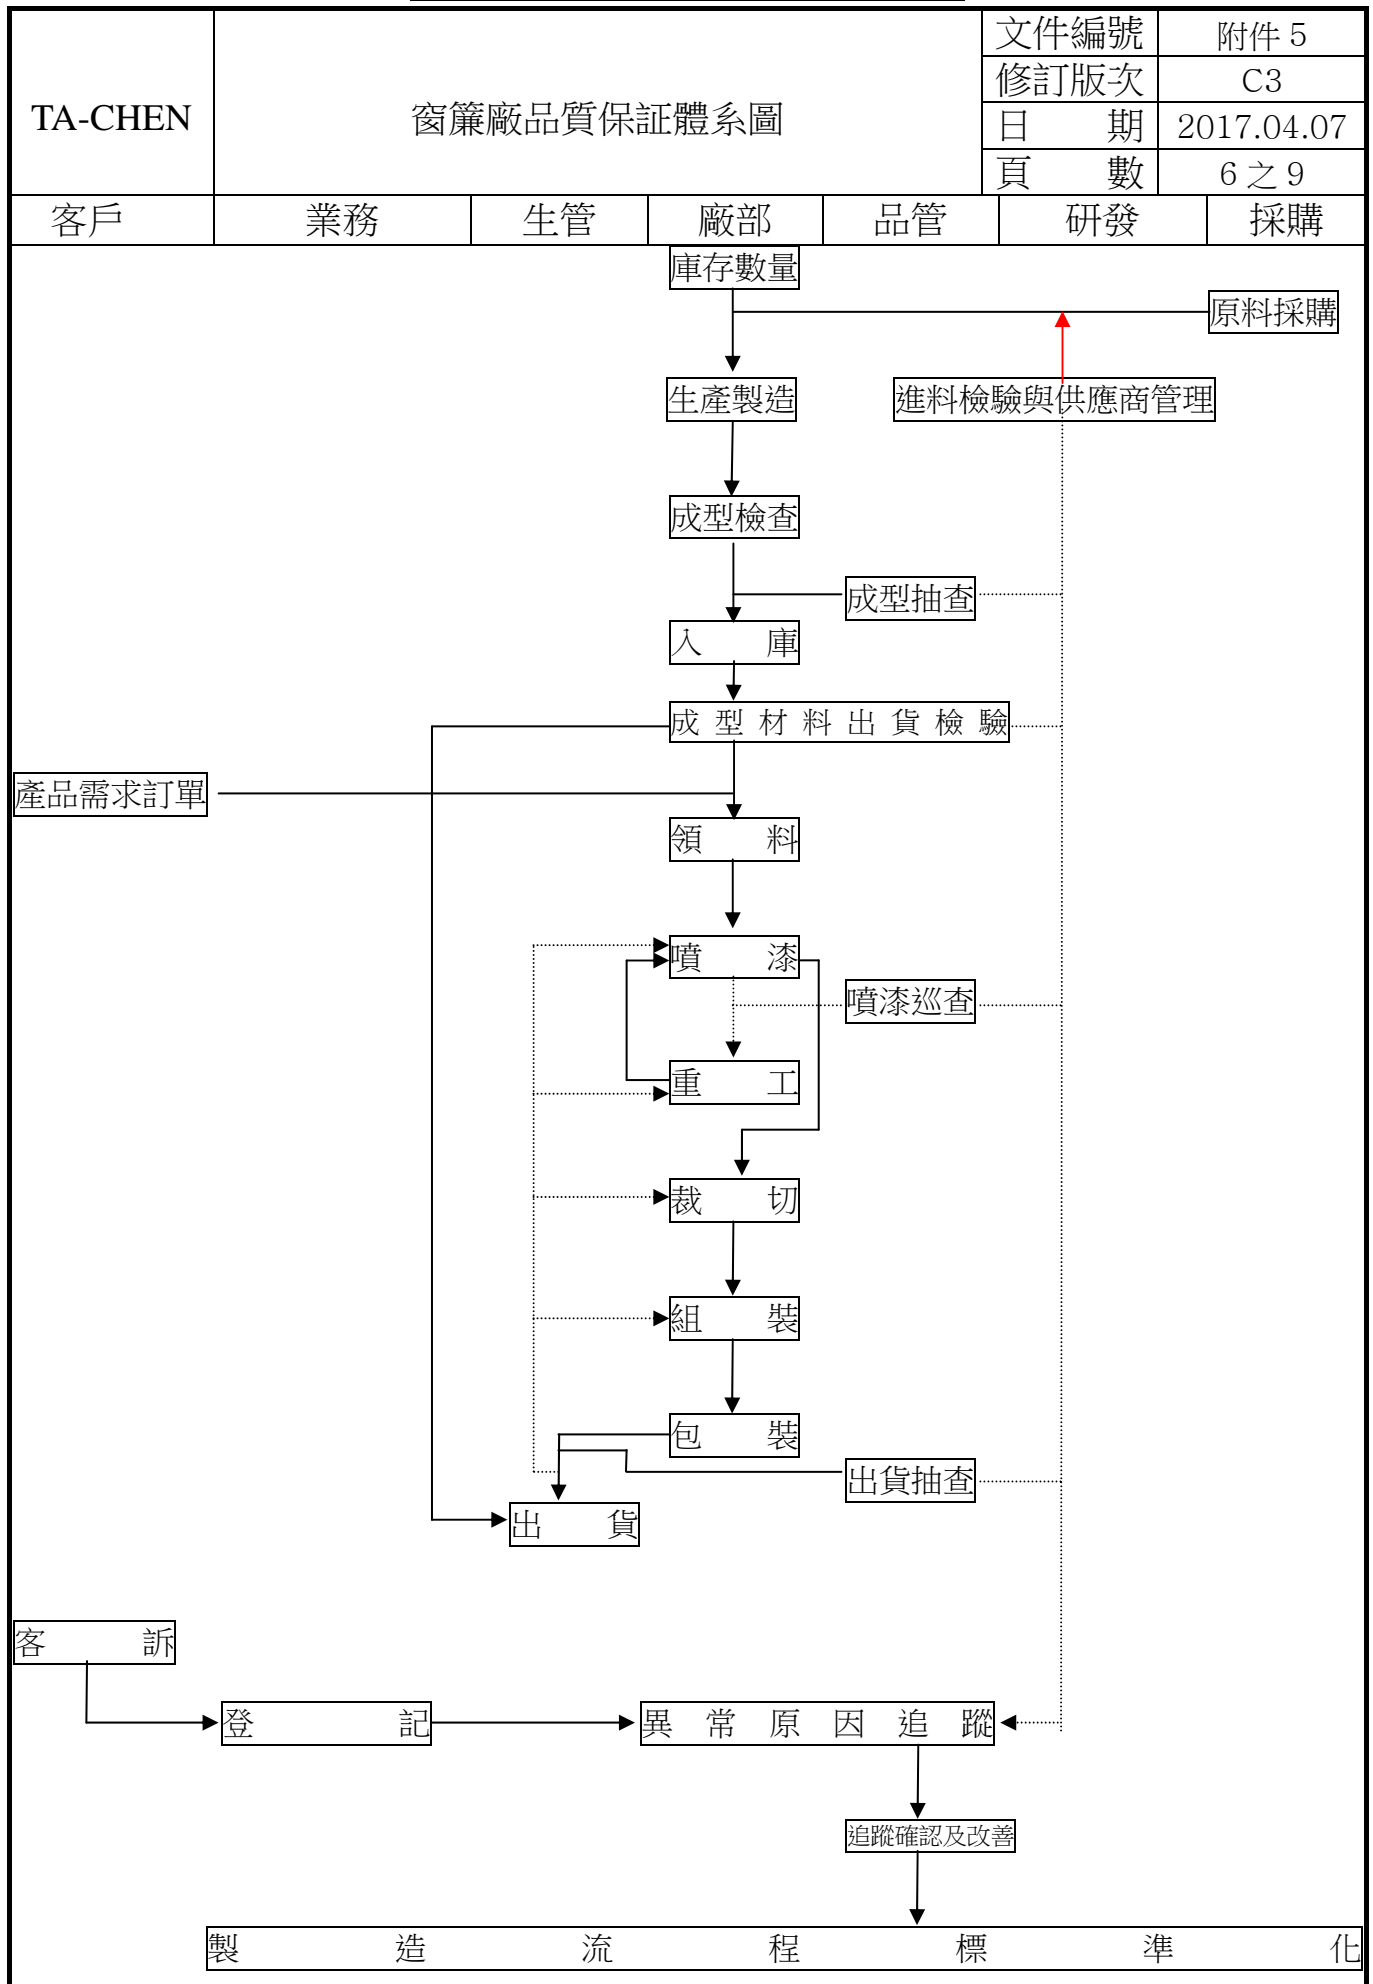 文件編號 附件 5
修訂版次 C3
TA-CHEN 窗簾廠品質保証體系圖
日 期 2017.04.07
頁 數 6 之 9
客戶 業務 生管 廠部 品管 研發 採購
庫存數量
原料採購
生產製造 進料檢驗與供應商管理
成型檢查
成型抽查
入 庫
成 型 材 料 出 貨 檢 驗
產品需求訂單
領 料
噴 漆
噴漆巡查
重 工
裁 切
組 裝
包 裝
出貨抽查
出 貨
客 訴
登 記 異 常 原 因 追 蹤
追蹤確認及改善
製 造 流 程 標 準 化